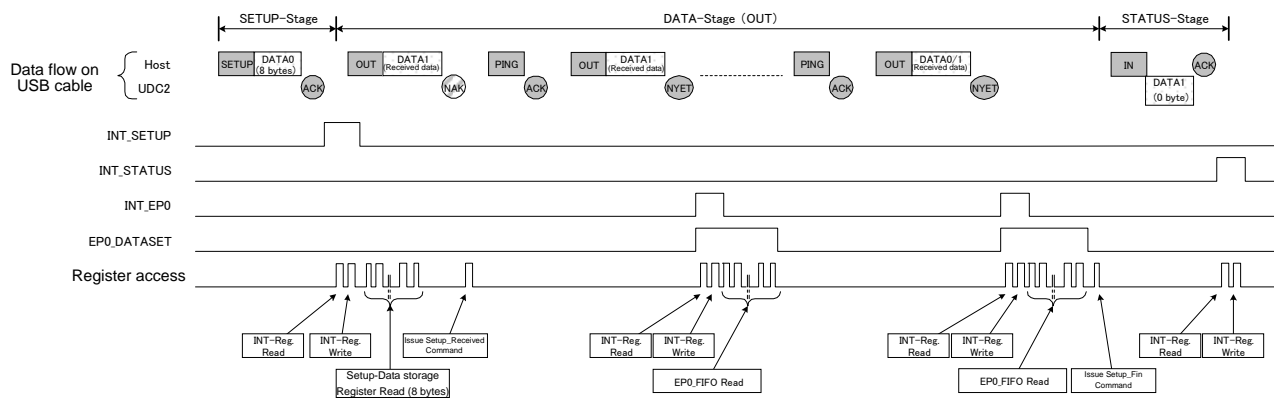 SETUP-Stage
DATA-Stage (OUT)
STATUS-Stage
Data flow on
USB cable
Host
UDC2
SETUP
DATA0
(8 bytes)
ACK
OUT
DATA1
(Received data)
NAK
PING
ACK
OUT
DATA1
(Received data)
NYET
PING
ACK
OUT
DATA0/1
(Received data)
NYET
IN
DATA1
(0 byte)
ACK
INT_SETUP
INT_STATUS
INT_EP0
EP0_DATASET
Register access
INT-Reg.
Read
INT-Reg.
Write
Issue Setup_Received
Command
Setup-Data storage
Register Read (8 bytes)
INT-Reg.
Read
INT-Reg.
Write
EP0_FIFO Read
INT-Reg.
Read
INT-Reg.
Write
EP0_FIFO Read
Issue Setup_Fin
Command
INT-Reg.
Read
INT-Reg.
Write